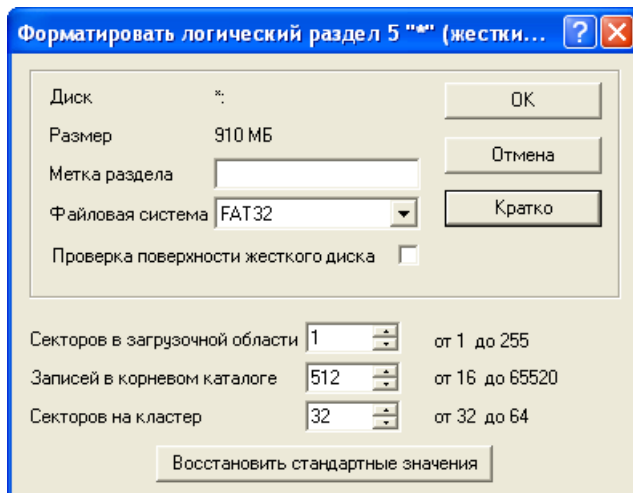 Форматировать логический раздел 5 "*" (жестки...
Диск *: OK
Размер 910 МБ
Отмена
Метка раздела
Файловая система FAT32 Кратко
Проверка поверхности жесткого диска
Секторов в загрузочной области 1 от 1 до 255
Записей в корневом каталоге 512 от 16 до 65520
Секторов на кластер 32 от 32 до 64
Восстановить стандартные значения